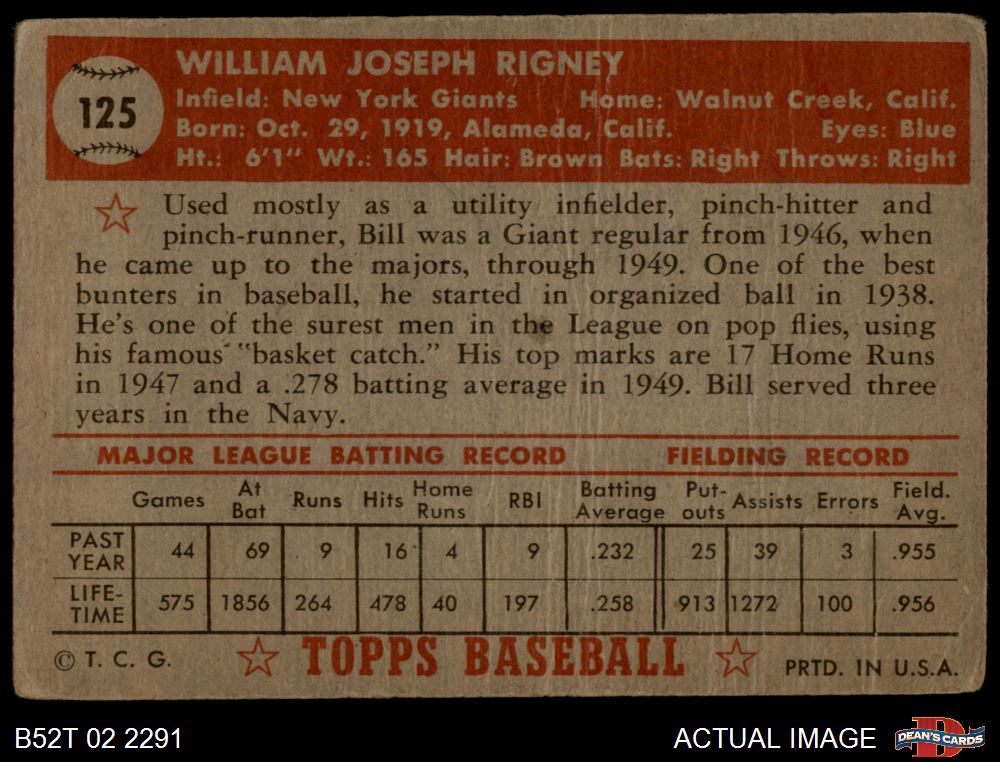 WILLIAM JOSEPH RIGNEY
125
Infield: New York Giants Home: Walnut Creek, Calif.
Born: Oct. 29, 1919, Alameda, Calif. Eyes: Blue
Ht.: 6'1" Wt.: 165 Hair: Brown Bats: Right Throws: Right
Used mostly as a utility infielder, pinch-hitter and
pinch-runner, Bill was a Giant regular from 1946, when
he came up to the majors, through 1949. One of the best
bunters in baseball, he started in organized ball in 1938.
He's one of the surest men in the League on pop flies, using
his famous "basket catch." His top marks are 17 Home Runs
in 1947 and a .278 batting average in 1949. Bill served three
years in the Navy.
MAJOR LEAGUE BATTING RECORD FIELDING RECORD
Games At Bat Runs Hits Home Runs RBI Batting Average Put-outs Assists Errors Field. Avg.
PAST YEAR 44 69 9 16 4 9 .232 25 39 3 .955
LIFE-TIME 575 1856 264 478 40 197 .258 913 1272 100 .956
© T. C. G. TOPPS BASEBALL PRTD. IN U.S.A.
B52T 02 2291 ACTUAL IMAGE DEAN'S CARDS